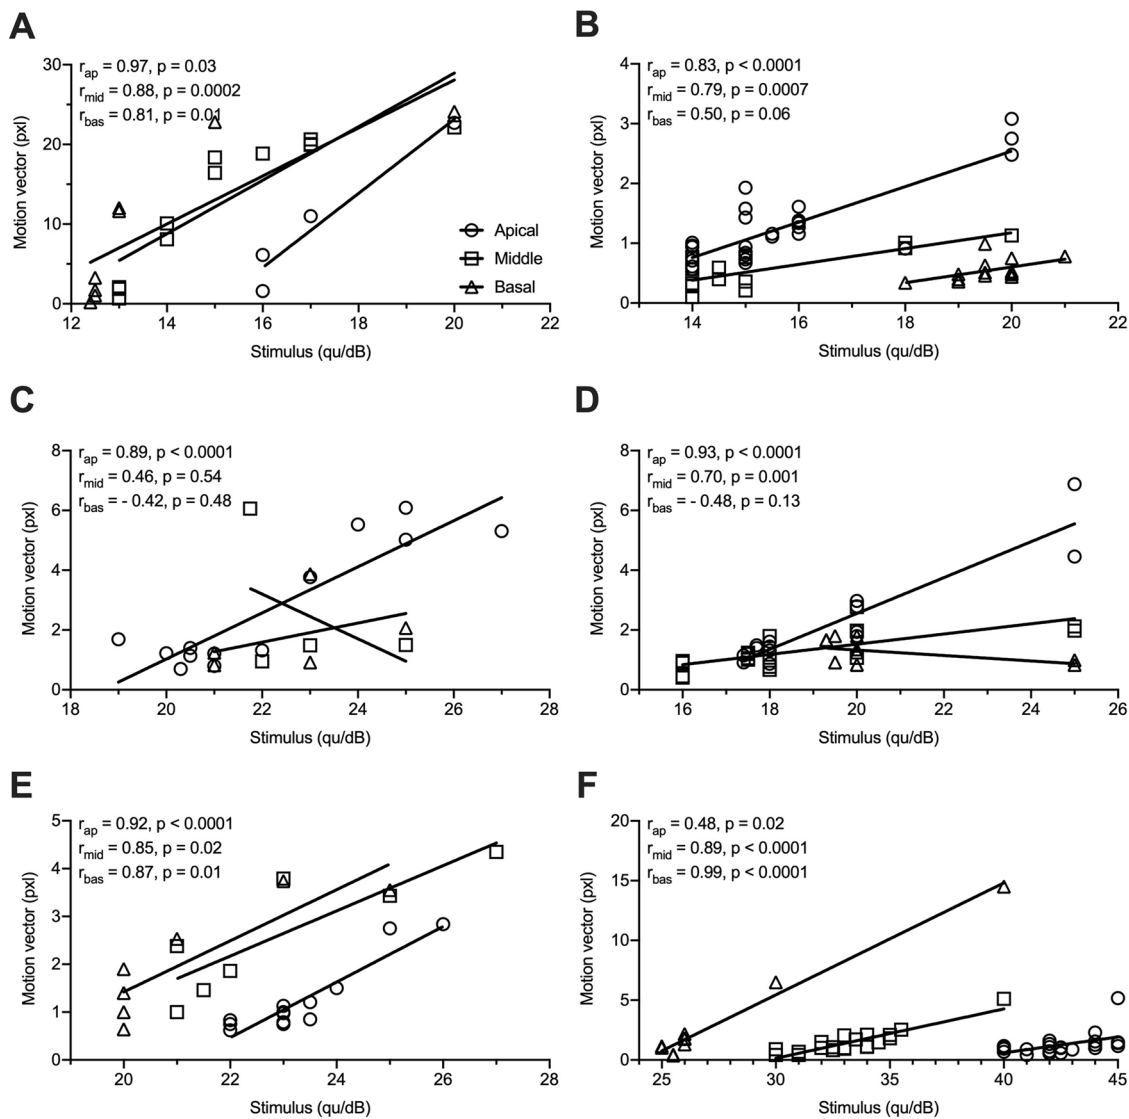 A
r_ap = 0.97, p = 0.03
r_mid = 0.88, p = 0.0002
r_bas = 0.81, p = 0.01
Motion vector (pxl)
30
20
10
0
12 14 16 18 20 22
Stimulus (qu/dB)
Apical
Middle
Basal
B
r_ap = 0.83, p < 0.0001
r_mid = 0.79, p = 0.0007
r_bas = 0.50, p = 0.06
Motion vector (pxl)
4
3
2
1
0
14 16 18 20 22
Stimulus (qu/dB)
C
r_ap = 0.89, p < 0.0001
r_mid = 0.46, p = 0.54
r_bas = - 0.42, p = 0.48
Motion vector (pxl)
8
6
4
2
0
18 20 22 24 26 28
Stimulus (qu/dB)
D
r_ap = 0.93, p < 0.0001
r_mid = 0.70, p = 0.001
r_bas = - 0.48, p = 0.13
Motion vector (pxl)
8
6
4
2
0
16 18 20 22 24 26
Stimulus (qu/dB)
E
r_ap = 0.92, p < 0.0001
r_mid = 0.85, p = 0.02
r_bas = 0.87, p = 0.01
Motion vector (pxl)
5
4
3
2
1
0
20 22 24 26 28
Stimulus (qu/dB)
F
r_ap = 0.48, p = 0.02
r_mid = 0.89, p < 0.0001
r_bas = 0.99, p < 0.0001
Motion vector (pxl)
20
15
10
5
0
25 30 35 40 45
Stimulus (qu/dB)